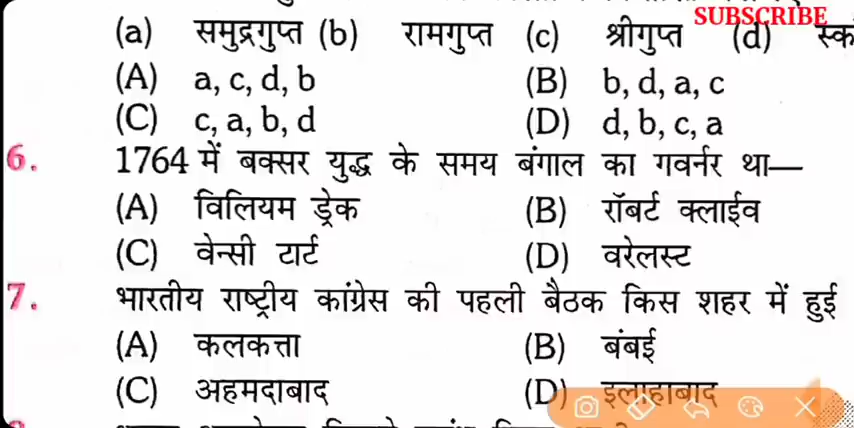 SUBSCRIBE
(a) समुद्रगुप्त (b) रामगुप्त (c) श्रीगुप्त (d)
(A) a, c, d, b (B) b, d, a, c
(C) c, a, b, d (D) d, b, c, a
6. 1764 में बक्सर युद्ध के समय बंगाल का गवर्नर था—
(A) विलियम ड्रेक (B) रॉबर्ट क्लाईव
(C) वेन्सी टार्ट (D) वरेलस्ट
7. भारतीय राष्ट्रीय कांग्रेस की पहली बैठक किस शहर में हुई
(A) कलकत्ता (B) बंबई
(C) अहमदाबाद (D) इलाहाबाद